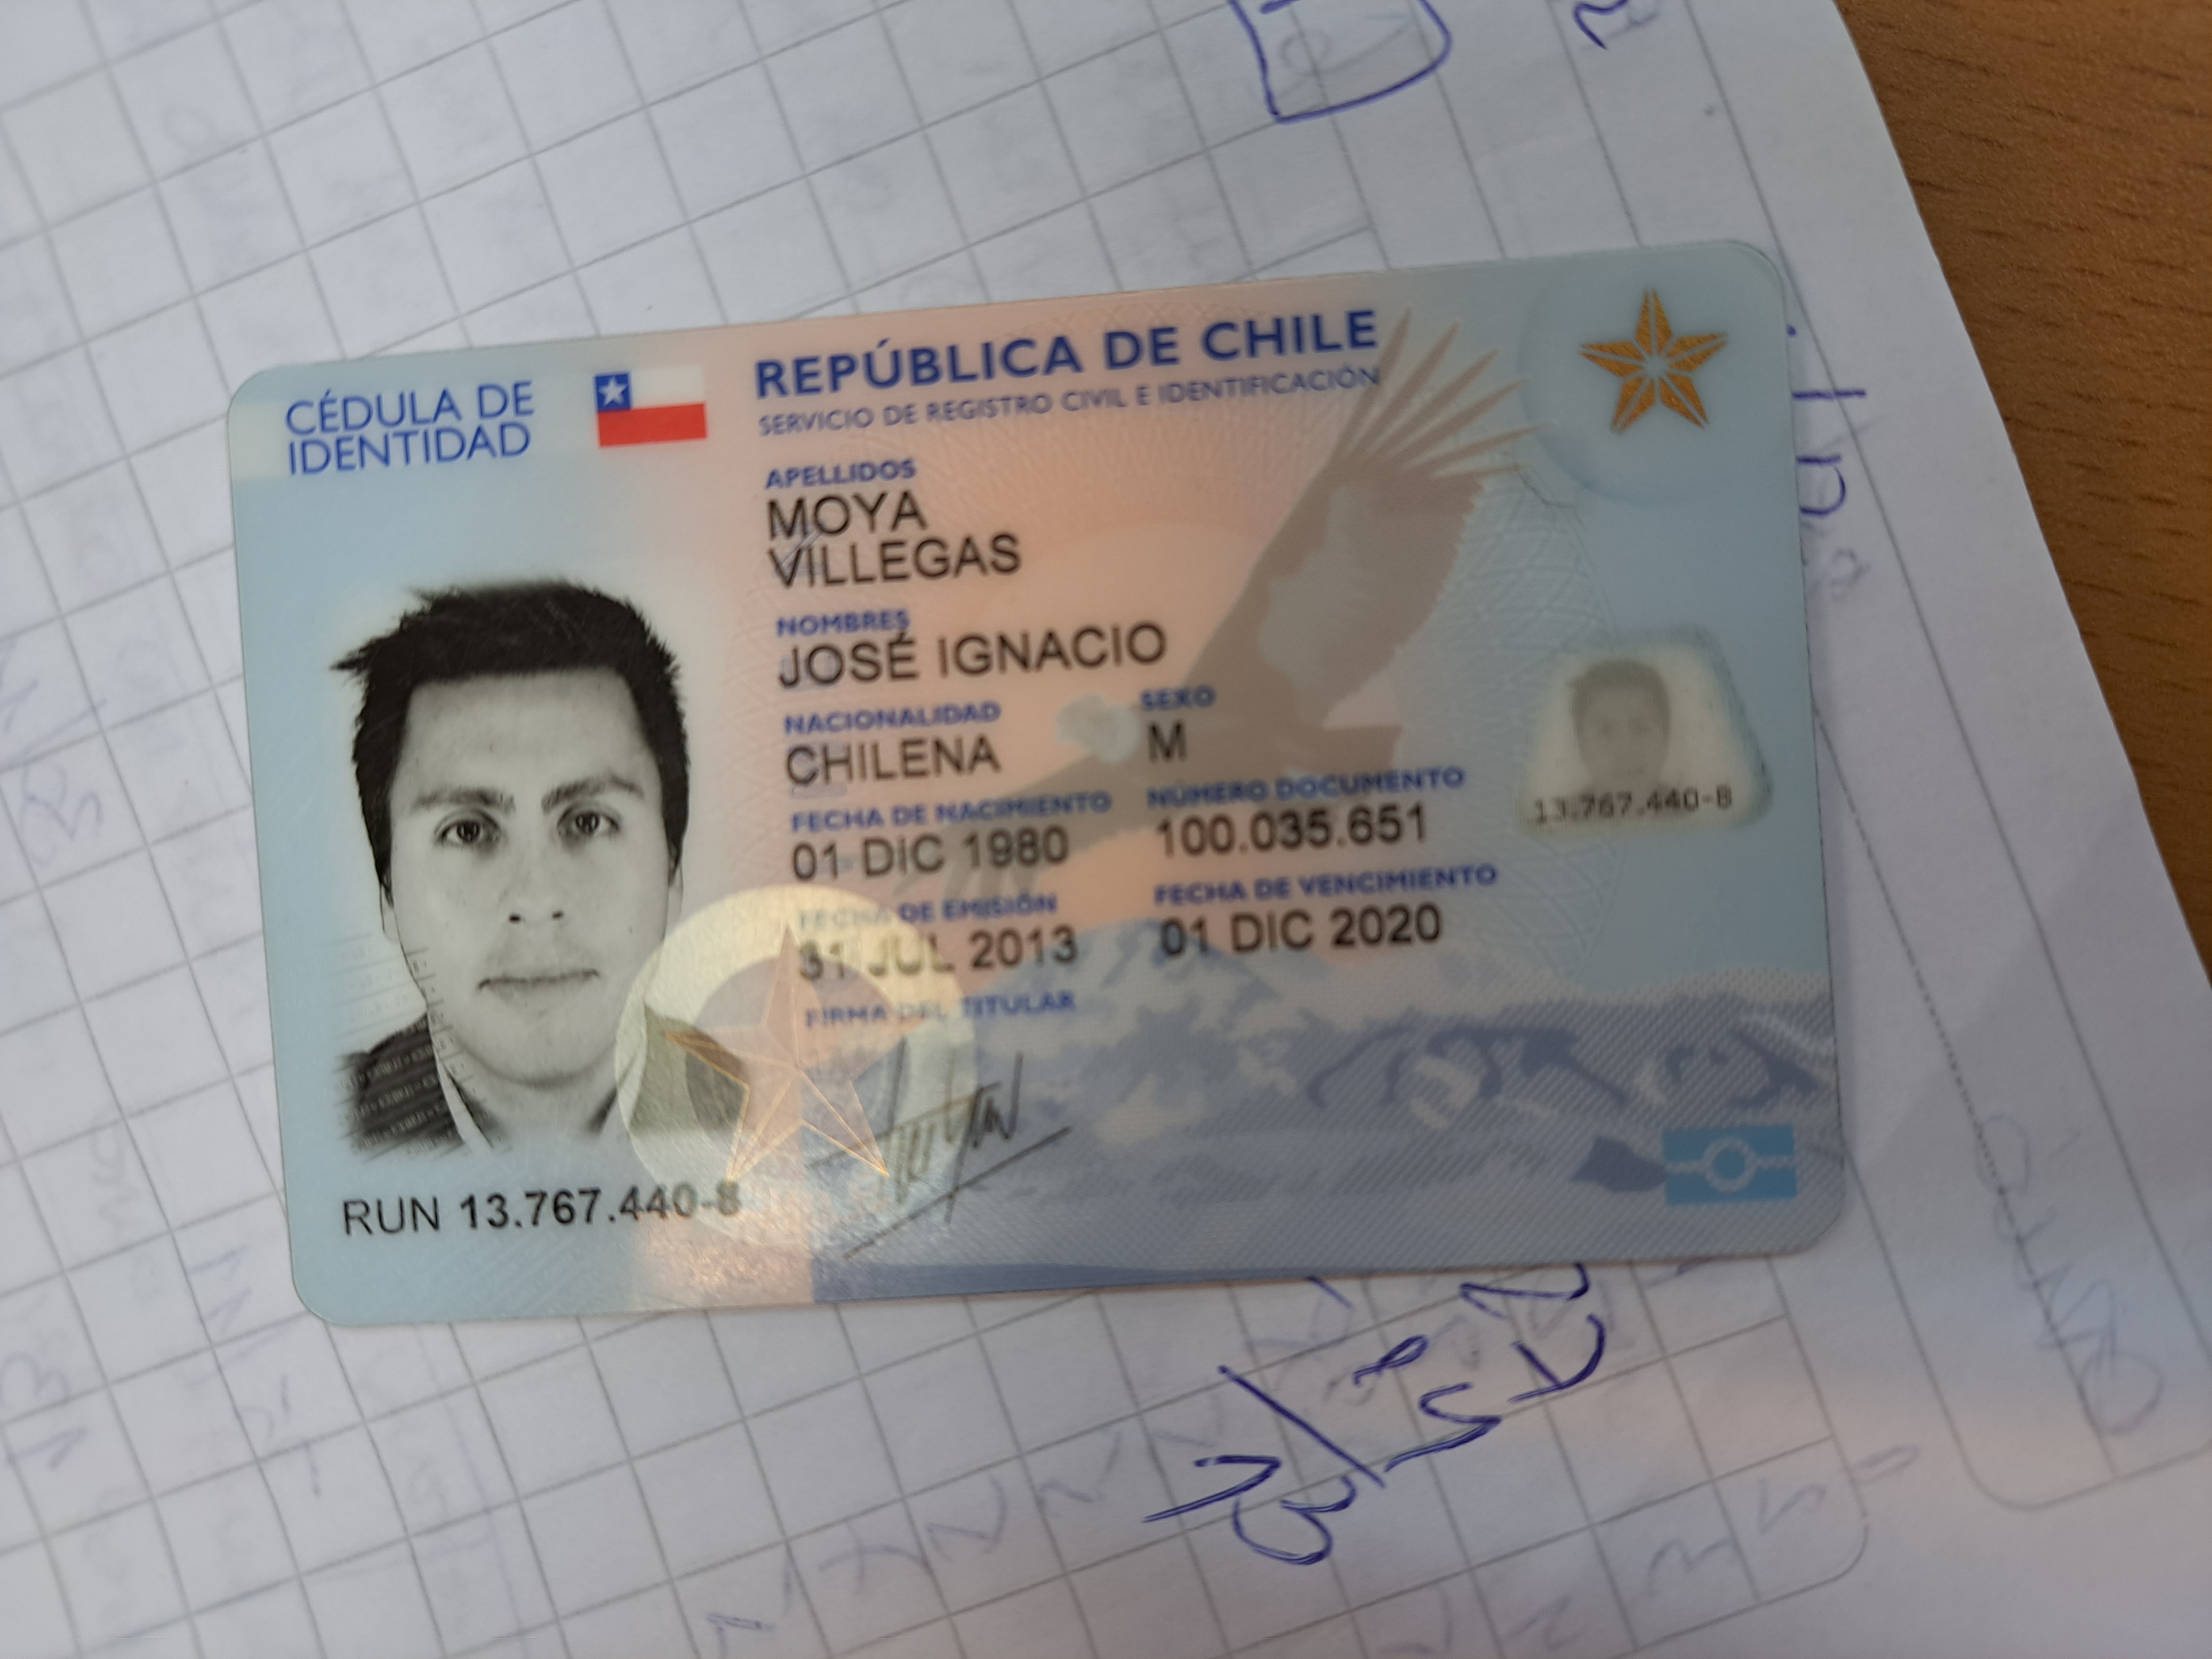 CÉDULA DE
IDENTIDAD
REPÚBLICA DE CHILE
SERVICIO DE REGISTRO CIVIL E IDENTIFICACIÓN
APELLIDOS
MOYA
VILLEGAS
NOMBRES
JOSÉ IGNACIO
NACIONALIDAD SEXO
CHILENA M
FECHA DE NACIMIENTO NÚMERO DOCUMENTO
01 DIC 1980 100.035.651
FECHA DE EMISIÓN FECHA DE VENCIMIENTO
31 JUL 2013 01 DIC 2020
FIRMA DEL TITULAR
13.767.440-8
RUN 13.767.440-8